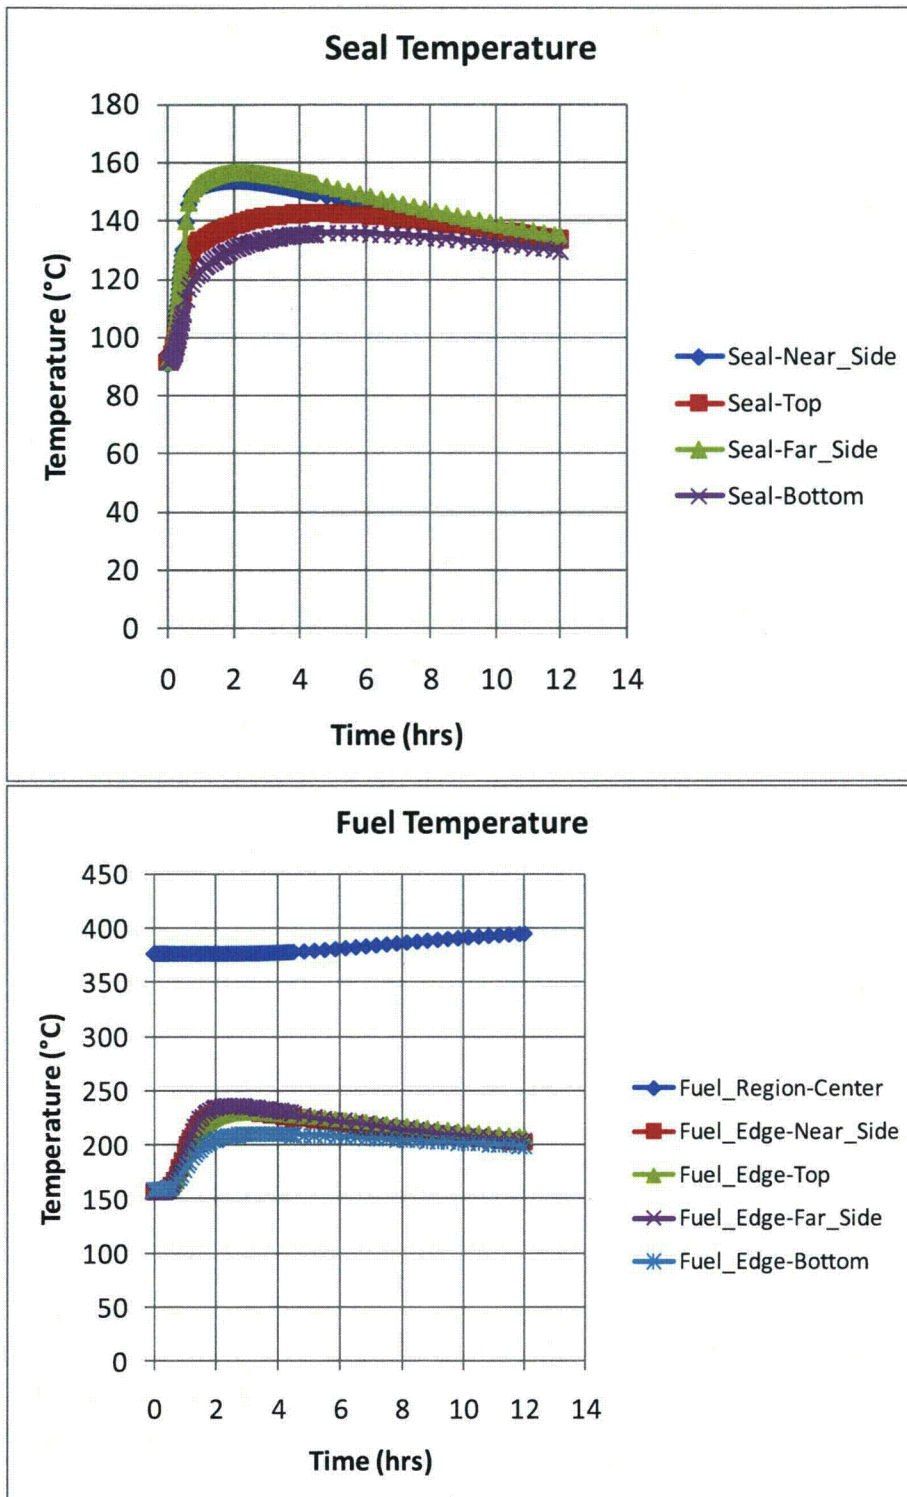 Seal Temperature
180
160
140
120
100
80
60
40
20
0
Temperature (°C)
0 2 4 6 8 10 12 14
Time (hrs)
Seal-Near_Side
Seal-Top
Seal-Far_Side
Seal-Bottom
Fuel Temperature
450
400
350
300
250
200
150
100
50
0
Temperature (°C)
0 2 4 6 8 10 12 14
Time (hrs)
Fuel_Region-Center
Fuel_Edge-Near_Side
Fuel_Edge-Top
Fuel_Edge-Far_Side
Fuel_Edge-Bottom